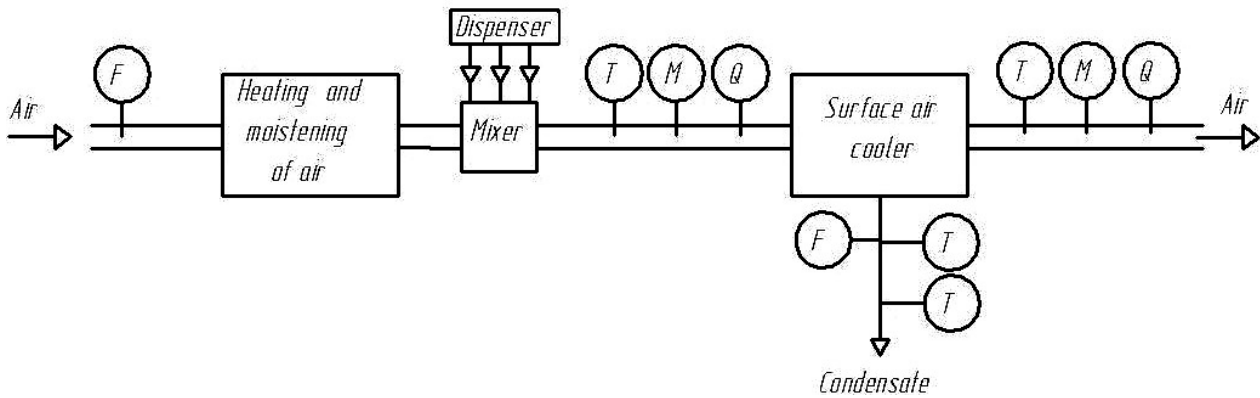 Dispenser
F
T
M
Q
T
M
Q
Air
Heating and
moistening
of air
Mixer
Surface air
cooler
Air
F
T
T
Condensate